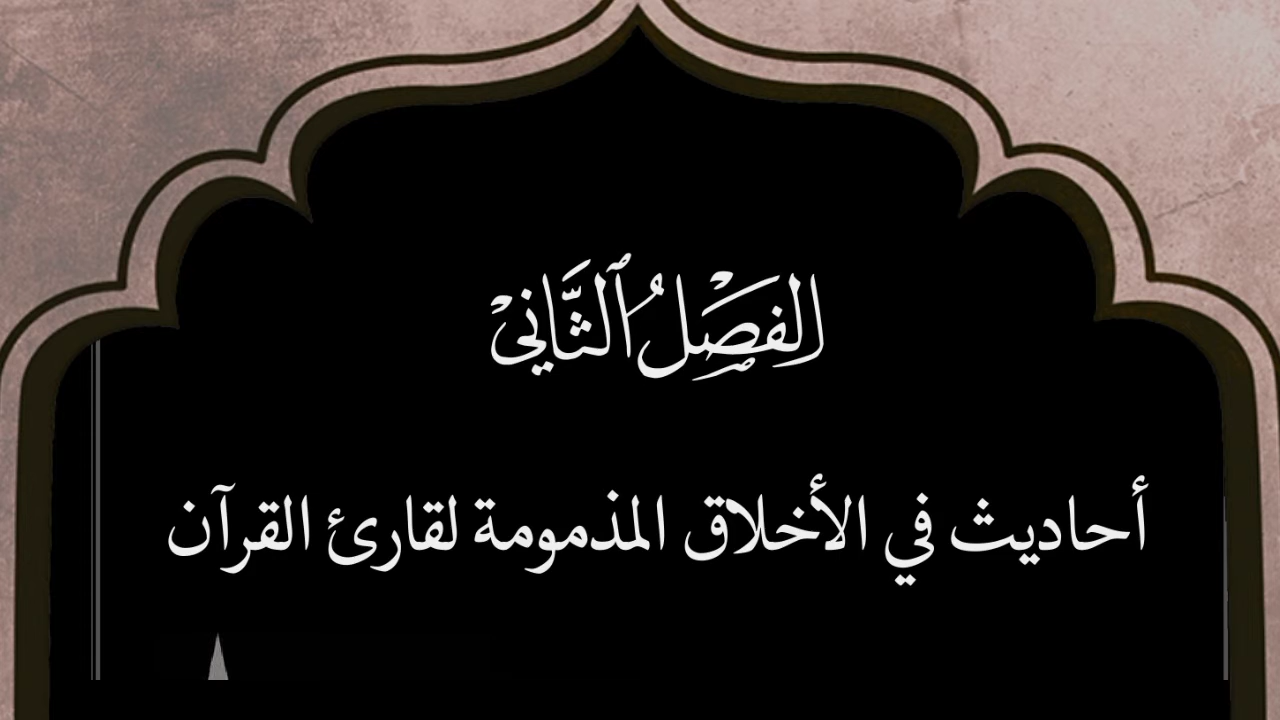 الفَصْلُ ٱلثَّانِيْ
أحاديث في الأخلاق المذمومة لقارئ القرآن